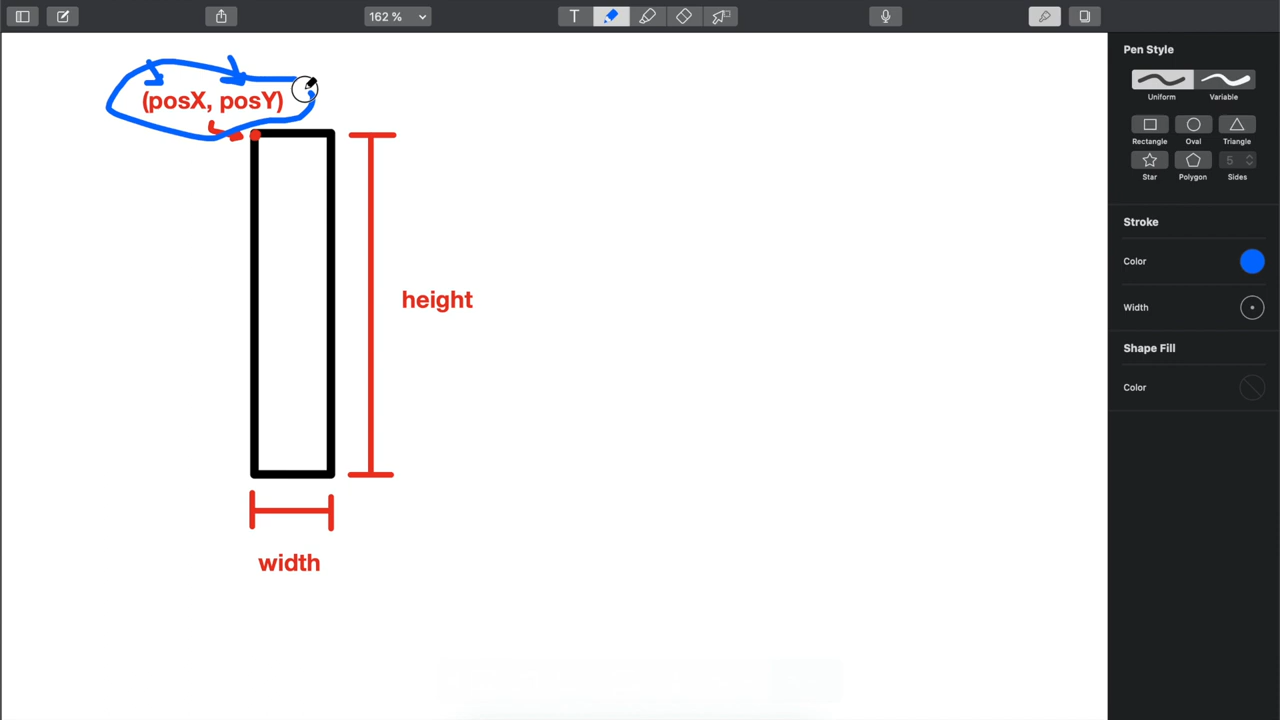 162 %
T
Pen Style
Uniform Variable
Rectangle Oval Triangle
5
Star Polygon Sides
Stroke
Color
Width
Shape Fill
Color
(posX, posY)
height
width